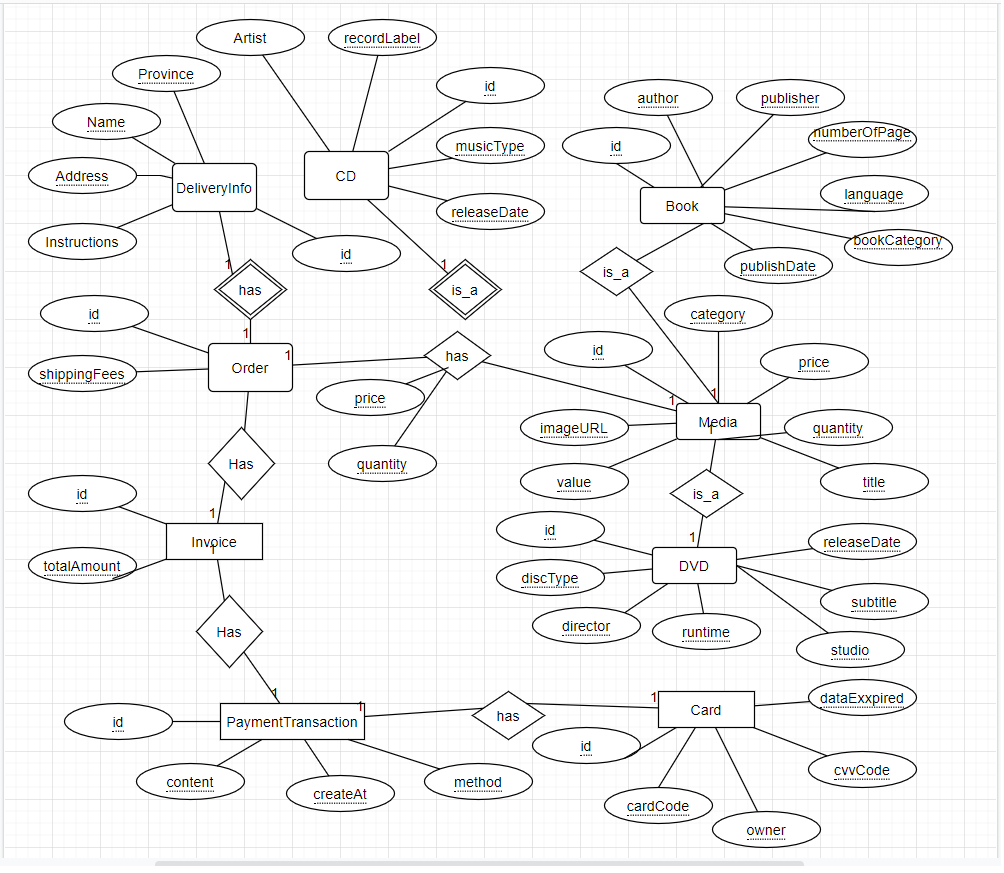 Artist
recordLabel
Province
id
Name
musicType
author
publisher
numberOfPage
id
Address
DeliveryInfo
CD
language
Book
releaseDate
Instructions
id
bookCategory
publishDate
1
1
has
is_a
is_a
id
category
1
1
id
has
price
shippingFees
Order
price
1
1
imageURL
Media
1
quantity
Has
quantity
value
is_a
title
id
1
1
id
Invoice
1
releaseDate
totalAmount
DVD
discType
subtitle
director
runtime
Has
studio
1
1
1
dataExxpired
id
PaymentTransaction
has
Card
id
cvvCode
content
createAt
method
cardCode
owner